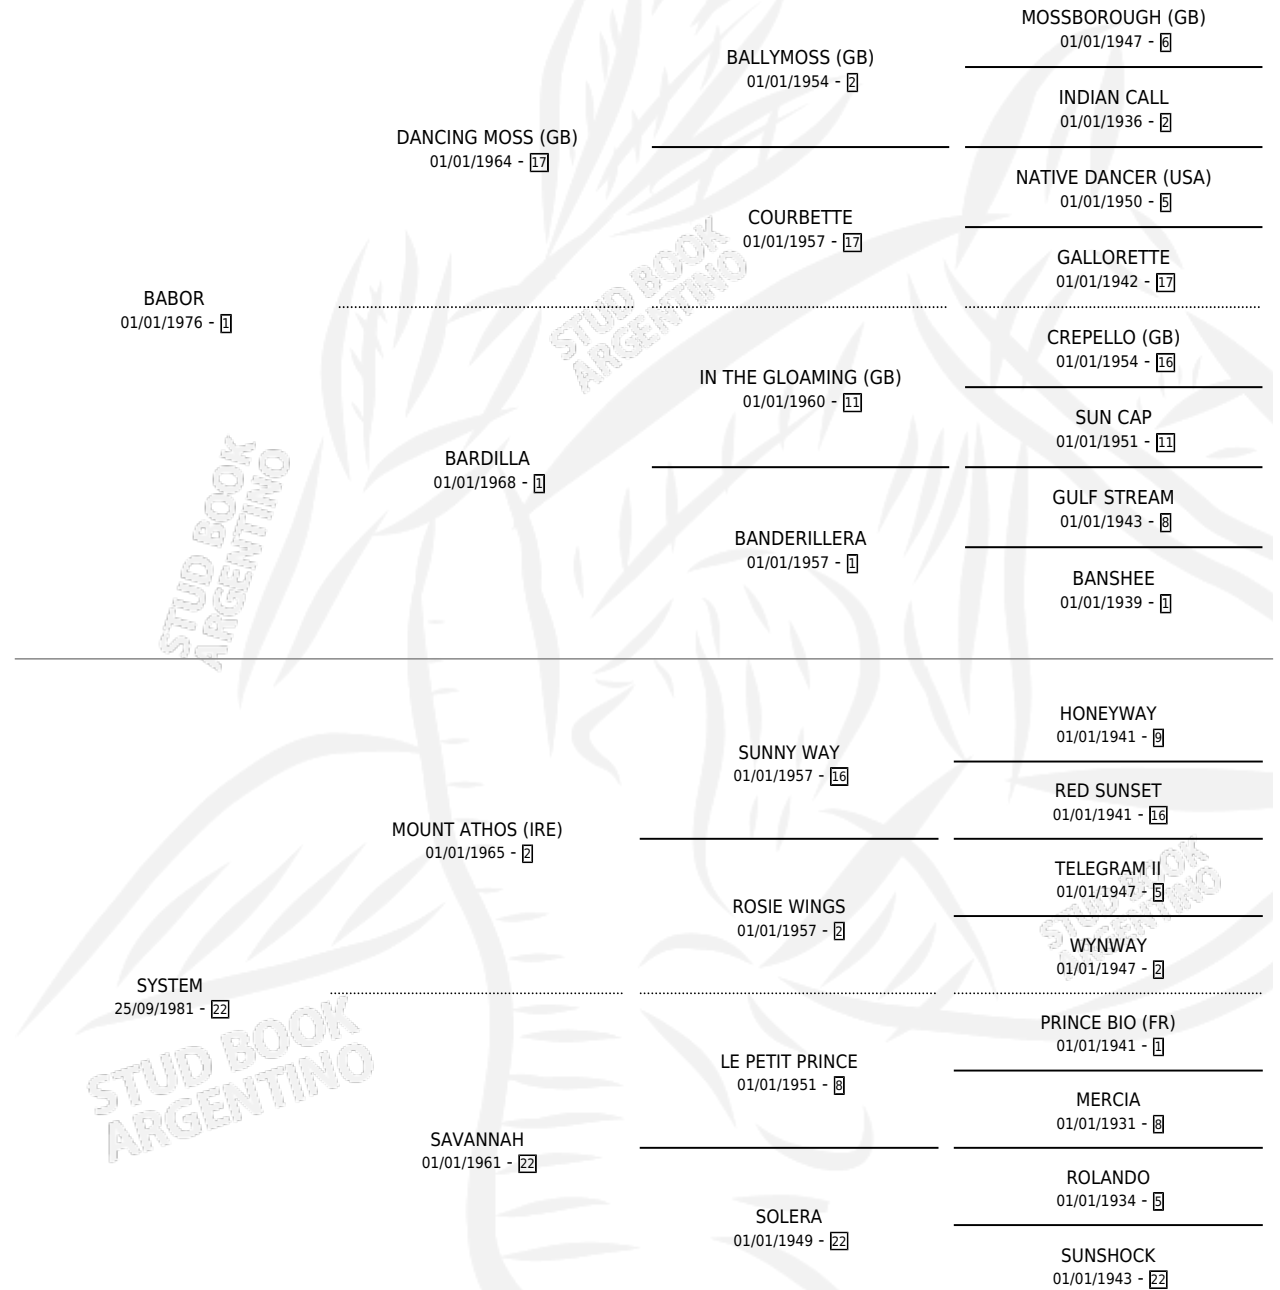 MOSSBOROUGH (GB)
01/01/1947 - 6
BALLYMOSS (GB)
01/01/1954 - 2
INDIAN CALL
01/01/1936 - 2
DANCING MOSS (GB)
01/01/1964 - 17
NATIVE DANCER (USA)
01/01/1950 - 5
COURBETTE
01/01/1957 - 17
GALLORETTE
01/01/1942 - 17
BABOR
01/01/1976 - 1
CREPELLO (GB)
01/01/1954 - 16
IN THE GLOAMING (GB)
01/01/1960 - 11
SUN CAP
01/01/1951 - 11
BARDILLA
01/01/1968 - 1
GULF STREAM
01/01/1943 - 8
BANDERILLERA
01/01/1957 - 1
BANSHEE
01/01/1939 - 1
HONEYWAY
01/01/1941 - 9
SUNNY WAY
01/01/1957 - 16
RED SUNSET
01/01/1941 - 16
MOUNT ATHOS (IRE)
01/01/1965 - 2
TELEGRAM II
01/01/1947 - 5
ROSIE WINGS
01/01/1957 - 2
WYNWAY
01/01/1947 - 2
SYSTEM
25/09/1981 - 22
PRINCE BIO (FR)
01/01/1941 - 1
LE PETIT PRINCE
01/01/1951 - 8
MERCIA
01/01/1931 - 8
SAVANNAH
01/01/1961 - 22
ROLANDO
01/01/1934 - 5
SOLERA
01/01/1949 - 22
SUNSHOCK
01/01/1943 - 22
STUD BOOK
ARGENTINO
STUD BOOK
ARGENTINO
STUD BOOK
ARGENTINO
STUD BOOK
ARGENTINO